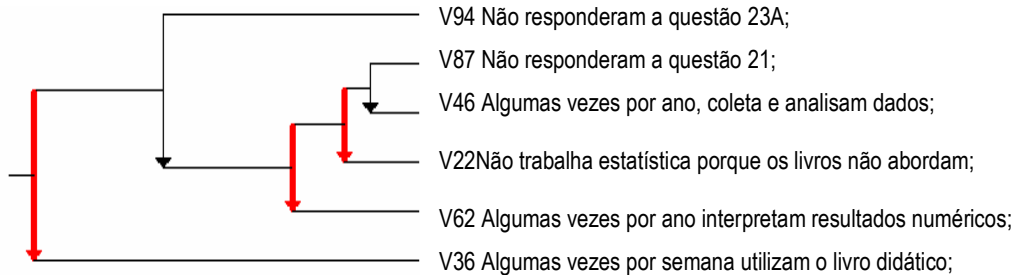 V94 Não responderam a questão 23A;
V87 Não responderam a questão 21;
V46 Algumas vezes por ano, coleta e analisam dados;
V22Não trabalha estatística porque os livros não abordam;
V62 Algumas vezes por ano interpretam resultados numéricos;
V36 Algumas vezes por semana utilizam o livro didático;